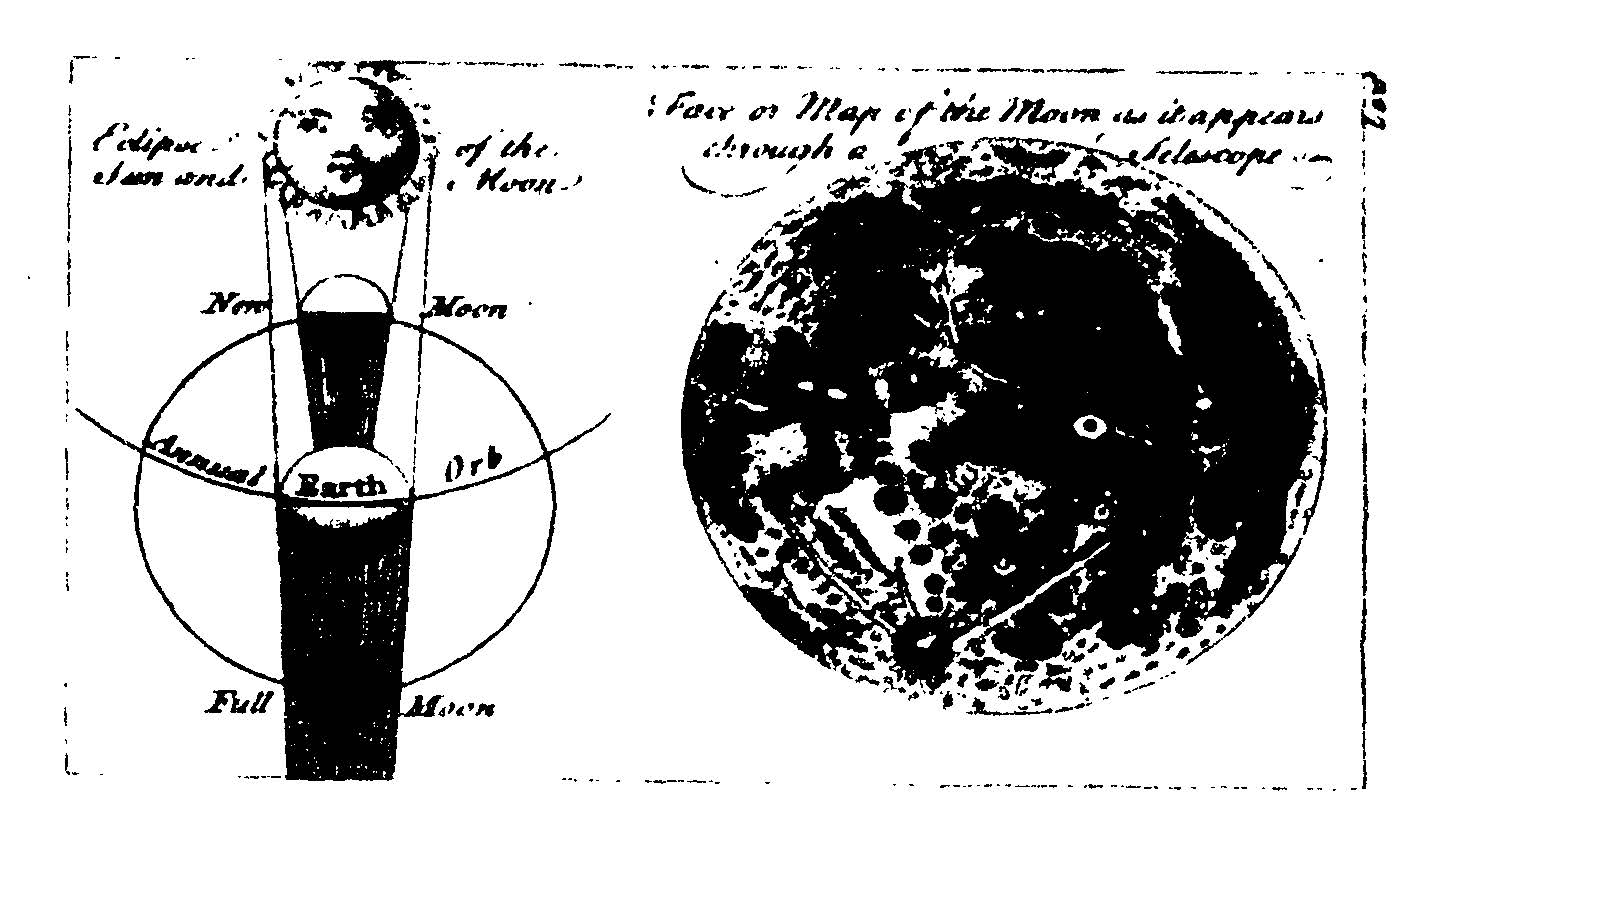 Eclipse of the
Sun and Moon
New Moon
Annual Orb
Earth
Full Moon
Face or Map of the Moon as it appears
through a Telescope